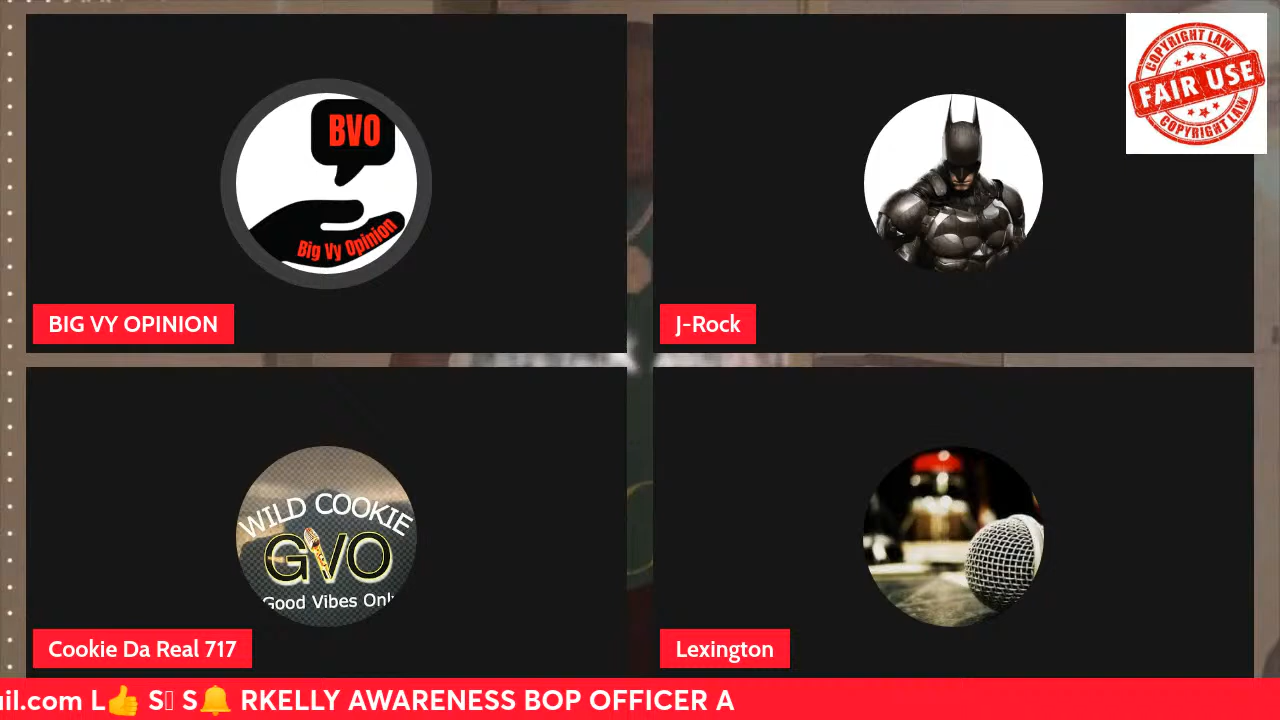 COPYRIGHT LAW
FAIR USE
COPYRIGHT LAW
BVO
Big Vy Opinion
BIG VY OPINION
J-Rock
WILD COOKIE
GVO
Good Vibes Onl
Cookie Da Real 717
Lexington
ail.com L👍 S S🔔 RKELLY AWARENESS BOP OFFICER A